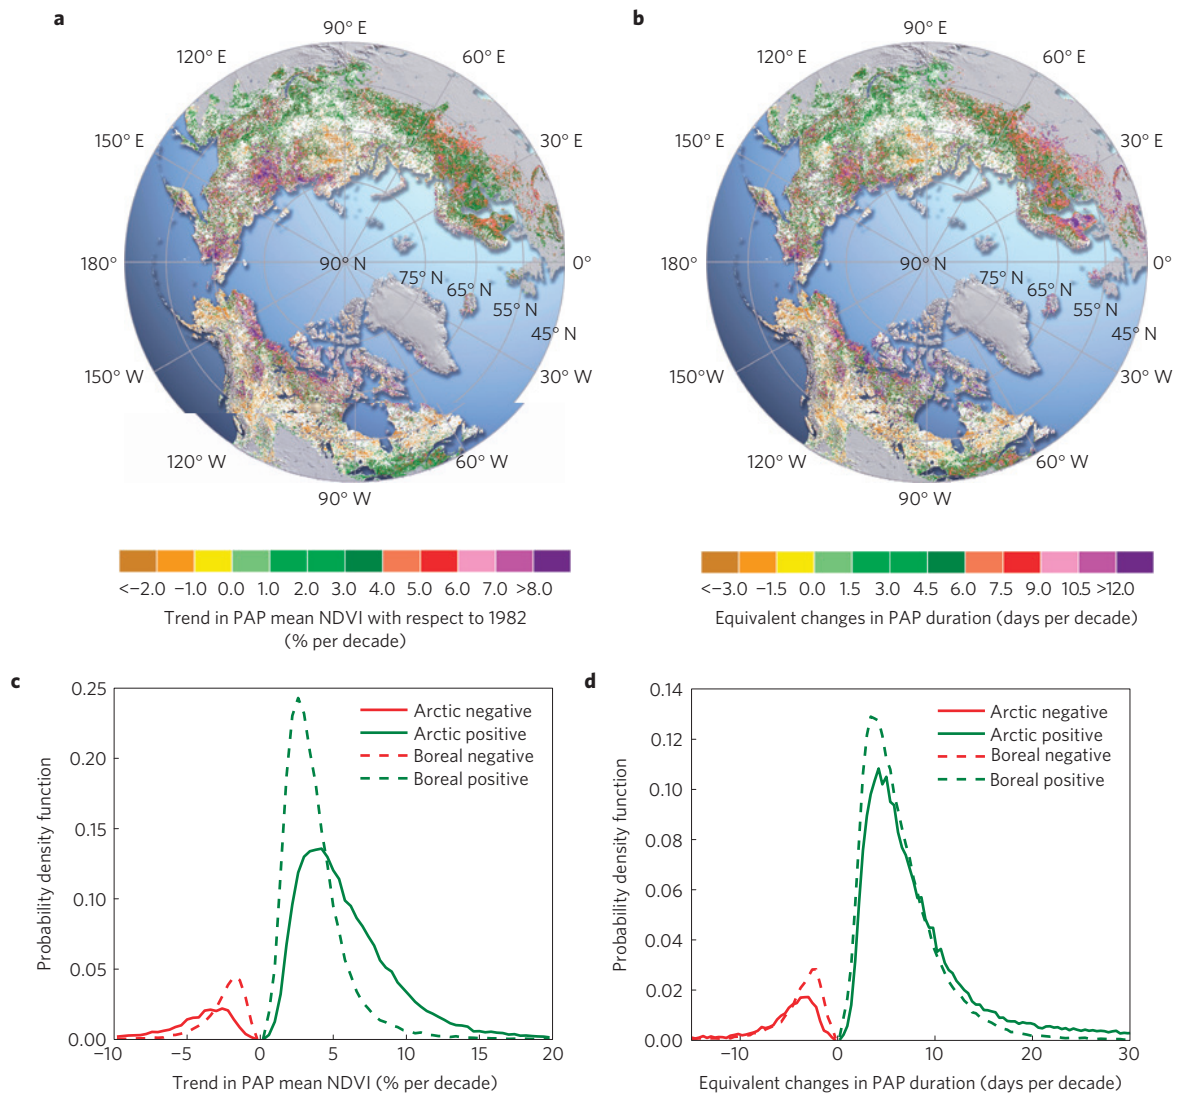 a
90° E
120° E
60° E
150° E
30° E
180°
90° N
75° N
65° N
55° N
45° N
0°
150° W
30° W
120° W
60° W
90° W
<−2.0 −1.0 0.0 1.0 2.0 3.0 4.0 5.0 6.0 7.0 >8.0
Trend in PAP mean NDVI with respect to 1982
(% per decade)
b
90° E
120° E
60° E
150° E
30° E
180°
90° N
75° N
65° N
55° N
45° N
0°
150° W
30° W
120° W
60° W
90° W
<−3.0 −1.5 0.0 1.5 3.0 4.5 6.0 7.5 9.0 10.5 >12.0
Equivalent changes in PAP duration (days per decade)
c
0.25
0.20
0.15
0.10
0.05
0.00
Probability density function
Arctic negative
Arctic positive
Boreal negative
Boreal positive
−10 −5 0 5 10 15 20
Trend in PAP mean NDVI (% per decade)
d
0.14
0.12
0.10
0.08
0.06
0.04
0.02
0.00
Probability density function
Arctic negative
Arctic positive
Boreal negative
Boreal positive
−10 0 10 20 30
Equivalent changes in PAP duration (days per decade)